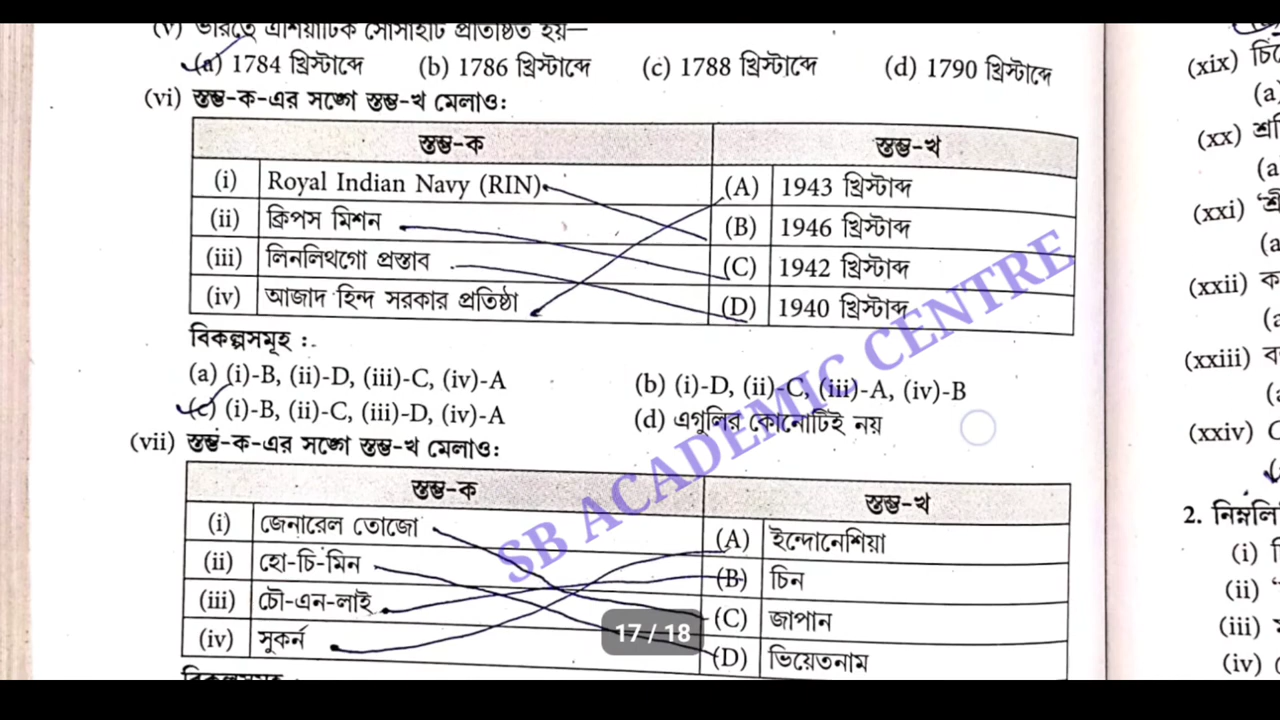 (v) ভারতে এশিয়াটিক সোসাইটি প্রতিষ্ঠিত হয়—
(a) 1784 খ্রিস্টাব্দে (b) 1786 খ্রিস্টাব্দে (c) 1788 খ্রিস্টাব্দে (d) 1790 খ্রিস্টাব্দে
(vi) স্তম্ভ-ক-এর সঙ্গে স্তম্ভ-খ মেলাও:
স্তম্ভ-ক স্তম্ভ-খ
(i) Royal Indian Navy (RIN) (A) 1943 খ্রিস্টাব্দ
(ii) ক্রিপস মিশন (B) 1946 খ্রিস্টাব্দ
(iii) লিনলিথগো প্রস্তাব (C) 1942 খ্রিস্টাব্দ
(iv) আজাদ হিন্দ সরকার প্রতিষ্ঠা (D) 1940 খ্রিস্টাব্দ
বিকল্পসমূহ :
(a) (i)-B, (ii)-D, (iii)-C, (iv)-A (b) (i)-D, (ii)-C, (iii)-A, (iv)-B
(c) (i)-B, (ii)-C, (iii)-D, (iv)-A (d) এগুলির কোনোটিই নয়
(vii) স্তম্ভ-ক-এর সঙ্গে স্তম্ভ-খ মেলাও:
স্তম্ভ-ক স্তম্ভ-খ
(i) জেনারেল তোজো (A) ইন্দোনেশিয়া
(ii) হো-চি-মিন (B) চিন
(iii) চৌ-এন-লাই (C) জাপান
(iv) সুকর্ন (D) ভিয়েতনাম
বিকল্পসমূহ :
SB ACADEMIC CENTRE
17 / 18
(xix)
(a)
(xx)
(a
(xxi)
(a
(xxii)
(a
(xxiii)
(xxiv)
2. নিম্নলি
(i)
(ii)
(iii)
(iv)